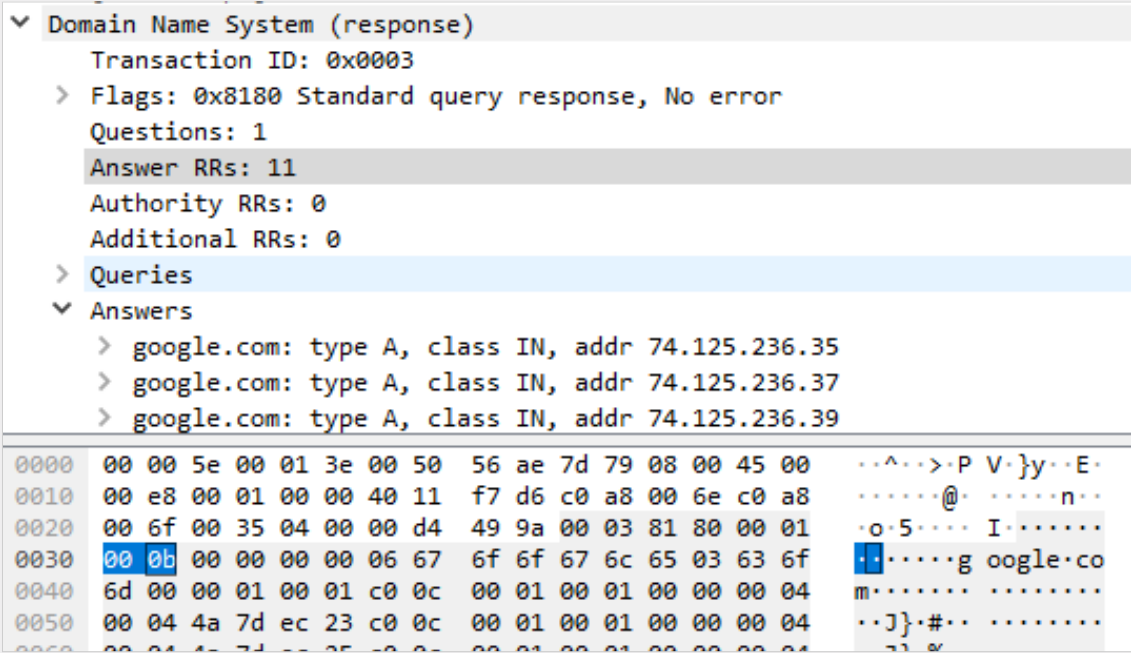 Domain Name System (response)
Transaction ID: 0x0003
Flags: 0x8180 Standard query response, No error
Questions: 1
Answer RRs: 11
Authority RRs: 0
Additional RRs: 0
Queries
Answers
google.com: type A, class IN, addr 74.125.236.35
google.com: type A, class IN, addr 74.125.236.37
google.com: type A, class IN, addr 74.125.236.39
0000 00 00 5e 00 01 3e 00 50 56 ae 7d 79 08 00 45 00 ··^··>·P V·}y··E·
0010 00 e8 00 01 00 00 40 11 f7 d6 c0 a8 00 6e c0 a8 ······@· ·····n··
0020 00 6f 00 35 04 00 00 d4 49 9a 00 03 81 80 00 01 ·o·5···· I·······
0030 00 0b 00 00 00 00 06 67 6f 6f 67 6c 65 03 63 6f ·······g oogle·co
0040 6d 00 00 01 00 01 c0 0c 00 01 00 01 00 00 00 04 m······· ········
0050 00 04 4a 7d ec 23 c0 0c 00 01 00 01 00 00 00 04 ··J}·#·· ········